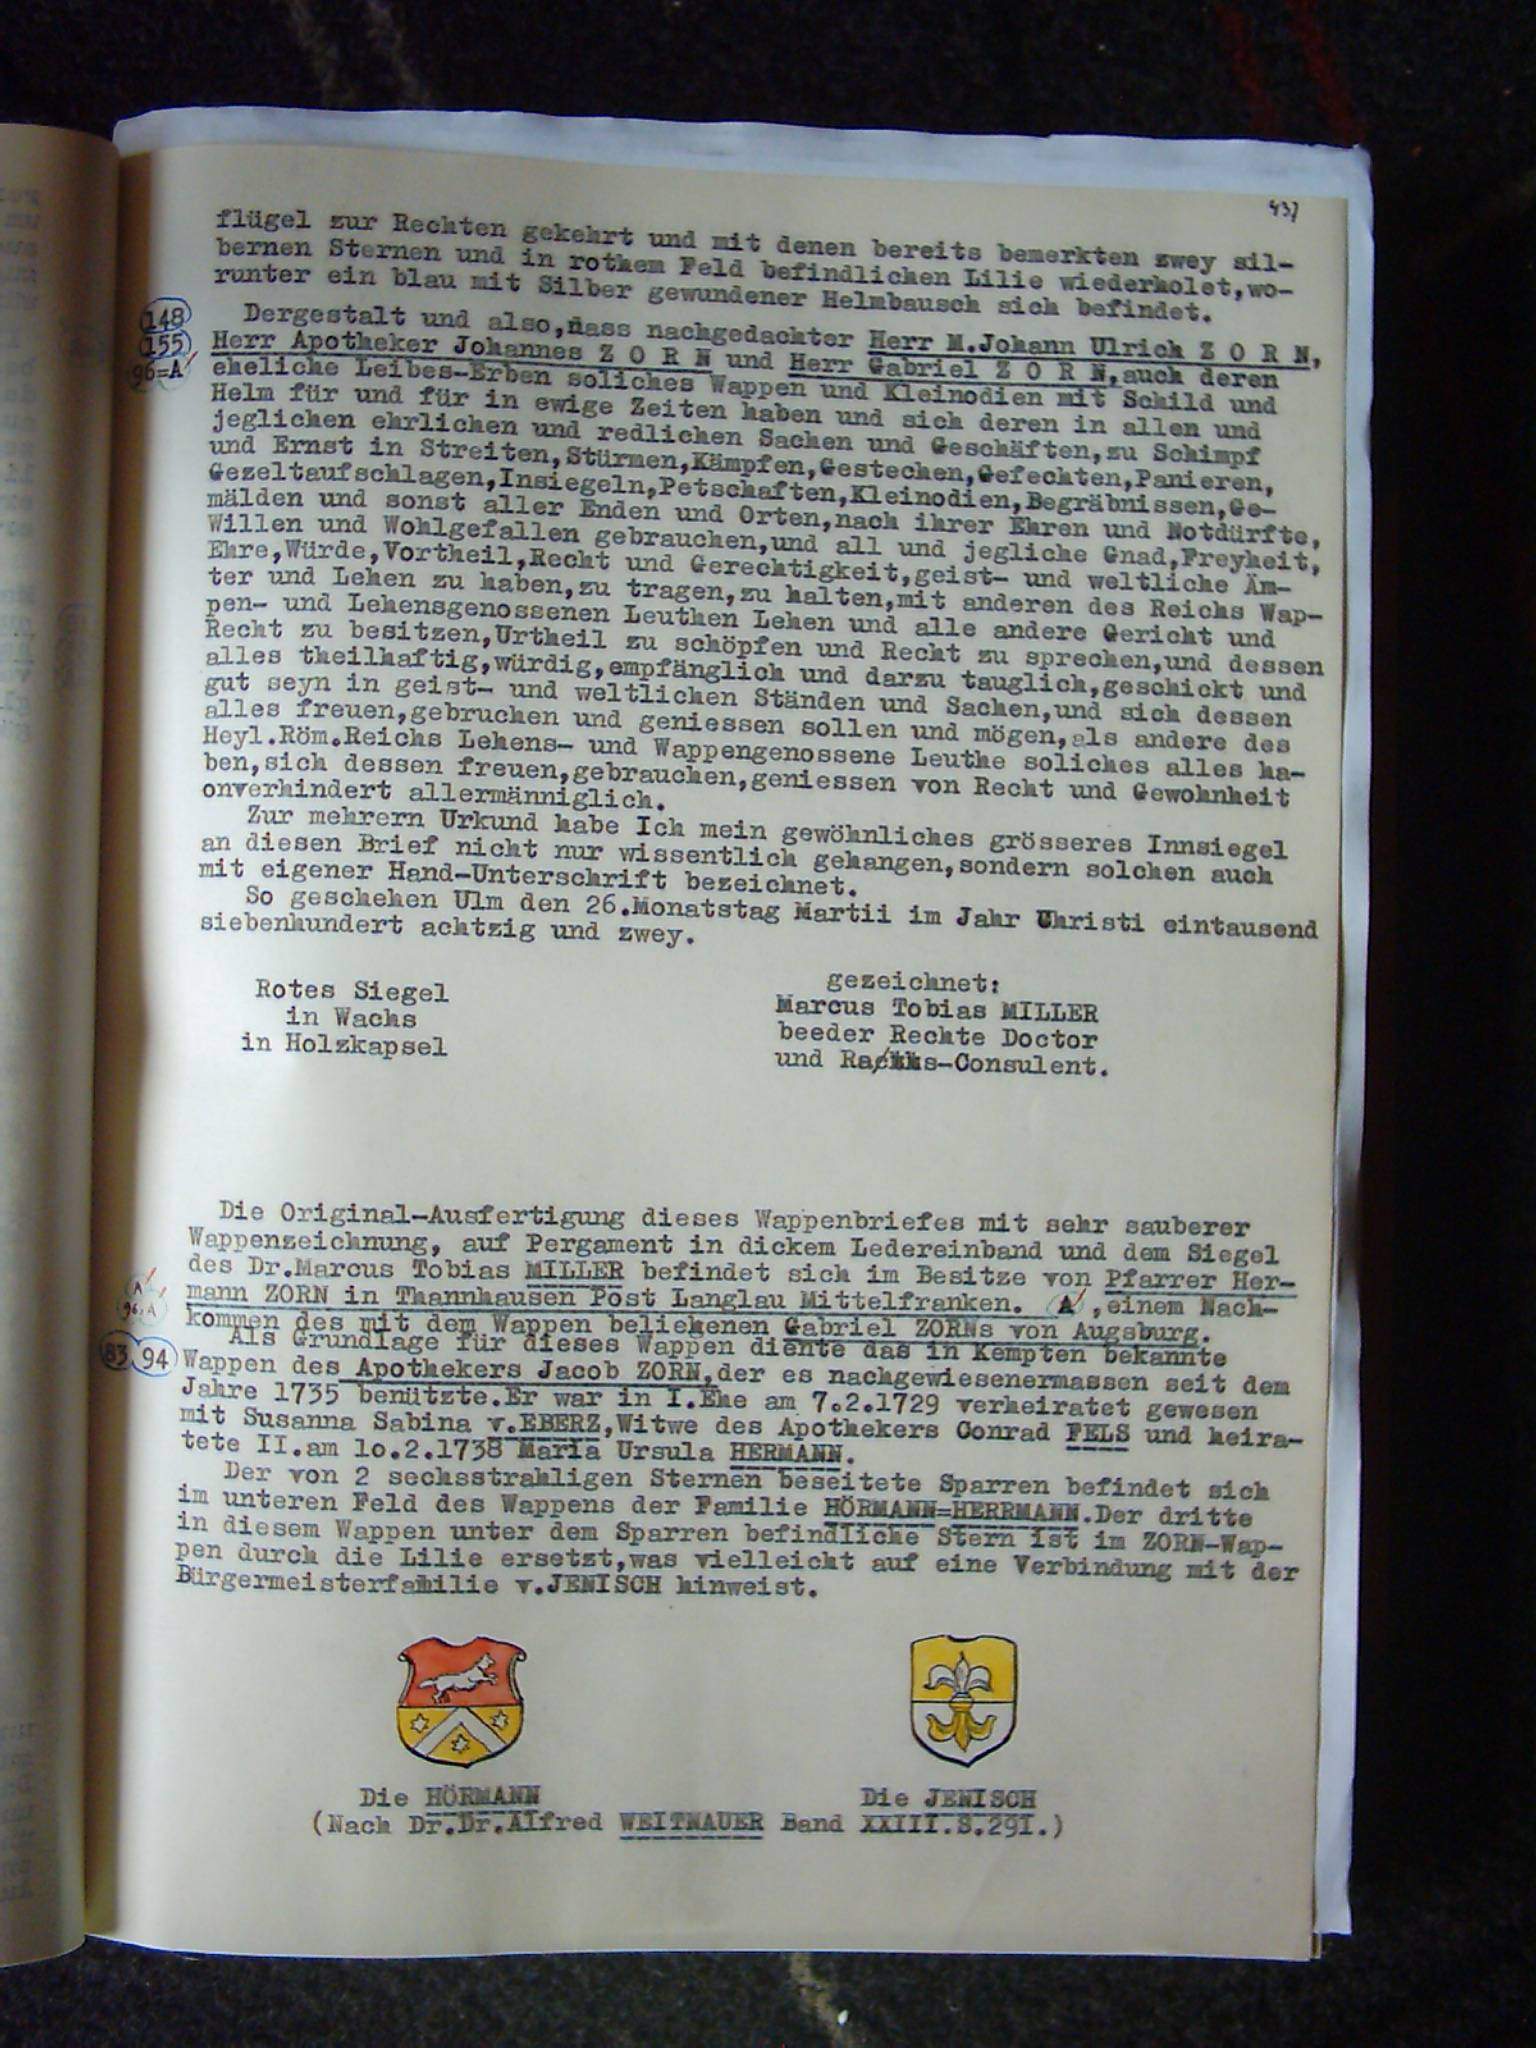 437
flügel zur Rechten gekehrt und mit denen bereits bemerkten zwey sil-
bernen Sternen und in rothem Feld befindlichen Lilie wiederholet,wo-
runter ein blau mit Silber gewundener Helmbausch sich befindet.
148
Dergestalt und also,dass nachgedachter Herr M.Johann Ulrich Z O R N,
155
Herr Apotheker Johannes Z O R N und Herr Gabriel Z O R N,auch deren
96=A
eheliche Leibes-Erben soliches Wappen und Kleinodien mit Schild und
Helm für und für in ewige Zeiten haben und sich deren in allen und
jeglichen ehrlichen und redlichen Sachen und Geschäften,zu Schimpf
und Ernst in Streiten,Stürmen,Kämpfen,Gestechen,Gefechten,Panieren,
Gezeltaufschlagen,Insiegeln,Petschaften,Kleinodien,Begräbnissen,Ge-
mälden und sonst aller Enden und Orten,nach ihrer Ehren und Notdürfte,
Willen und Wohlgefallen gebrauchen,und all und jegliche Gnad,Freyheit,
Ehre,Würde,Vortheil,Recht und Gerechtigkeit,geist- und weltliche Äm-
ter und Lehen zu haben,zu tragen,zu halten,mit anderen des Reichs Wap-
pen- und Lehensgenossenen Leuthen Lehen und alle andere Gericht und
Recht zu besitzen,Urtheil zu schöpfen und Recht zu sprechen,und dessen
alles theilhaftig,würdig,empfänglich und darzu tauglich,geschickt und
gut seyn in geist- und weltlichen Ständen und Sachen,und sich dessen
alles freuen,gebruchen und geniessen sollen und mögen,als andere des
Heyl.Röm.Reichs Lehens- und Wappengenossene Leuthe soliches alles ha-
ben,sich dessen freuen,gebrauchen,geniessen von Recht und Gewohnheit
onverhindert allermänniglich.
Zur mehrern Urkund habe Ich mein gewöhnliches grösseres Innsiegel
an diesen Brief nicht nur wissentlich gehangen,sondern solchen auch
mit eigener Hand-Unterschrift bezeichnet.
So geschehen Ulm den 26.Monatstag Martii im Jahr Christi eintausend
siebenhundert achtzig und zwey.
Rotes Siegel
in Wachs
in Holzkapsel
gezeichnet:
Marcus Tobias MILLER
beeder Rechte Doctor
und Raths-Consulent.
Die Original-Ausfertigung dieses Wappenbriefes mit sehr sauberer
Wappenzeichnung, auf Pergament in dickem Ledereinband und dem Siegel
des Dr.Marcus Tobias MILLER befindet sich im Besitze von Pfarrer Her-
A
96,A
mann ZORN in Thannhausen Post Langlau Mittelfranken. A ,einem Nach-
kommen des mit dem Wappen beliehenen Gabriel ZORNs von Augsburg.
Als Grundlage für dieses Wappen diente das in Kempten bekannte
83 94
Wappen des Apothekers Jacob ZORN,der es nachgewiesenermassen seit dem
Jahre 1735 benützte.Er war in I.Ehe am 7.2.1729 verheiratet gewesen
mit Susanna Sabina v.EBERZ,Witwe des Apothekers Conrad FELS und heira-
tete II.am 1o.2.1738 Maria Ursula HERMANN.
Der von 2 sechsstrahligen Sternen beseitete Sparren befindet sich
im unteren Feld des Wappens der Familie HÖRMANN=HERRMANN.Der dritte
in diesem Wappen unter dem Sparren befindliche Stern ist im ZORN-Wap-
pen durch die Lilie ersetzt,was vielleicht auf eine Verbindung mit der
Bürgermeisterfamilie v.JENISCH hinweist.
Die HÖRMANN
Die JENISCH
(Nach Dr.Dr.Alfred WEITNAUER Band XXIII.S.291.)